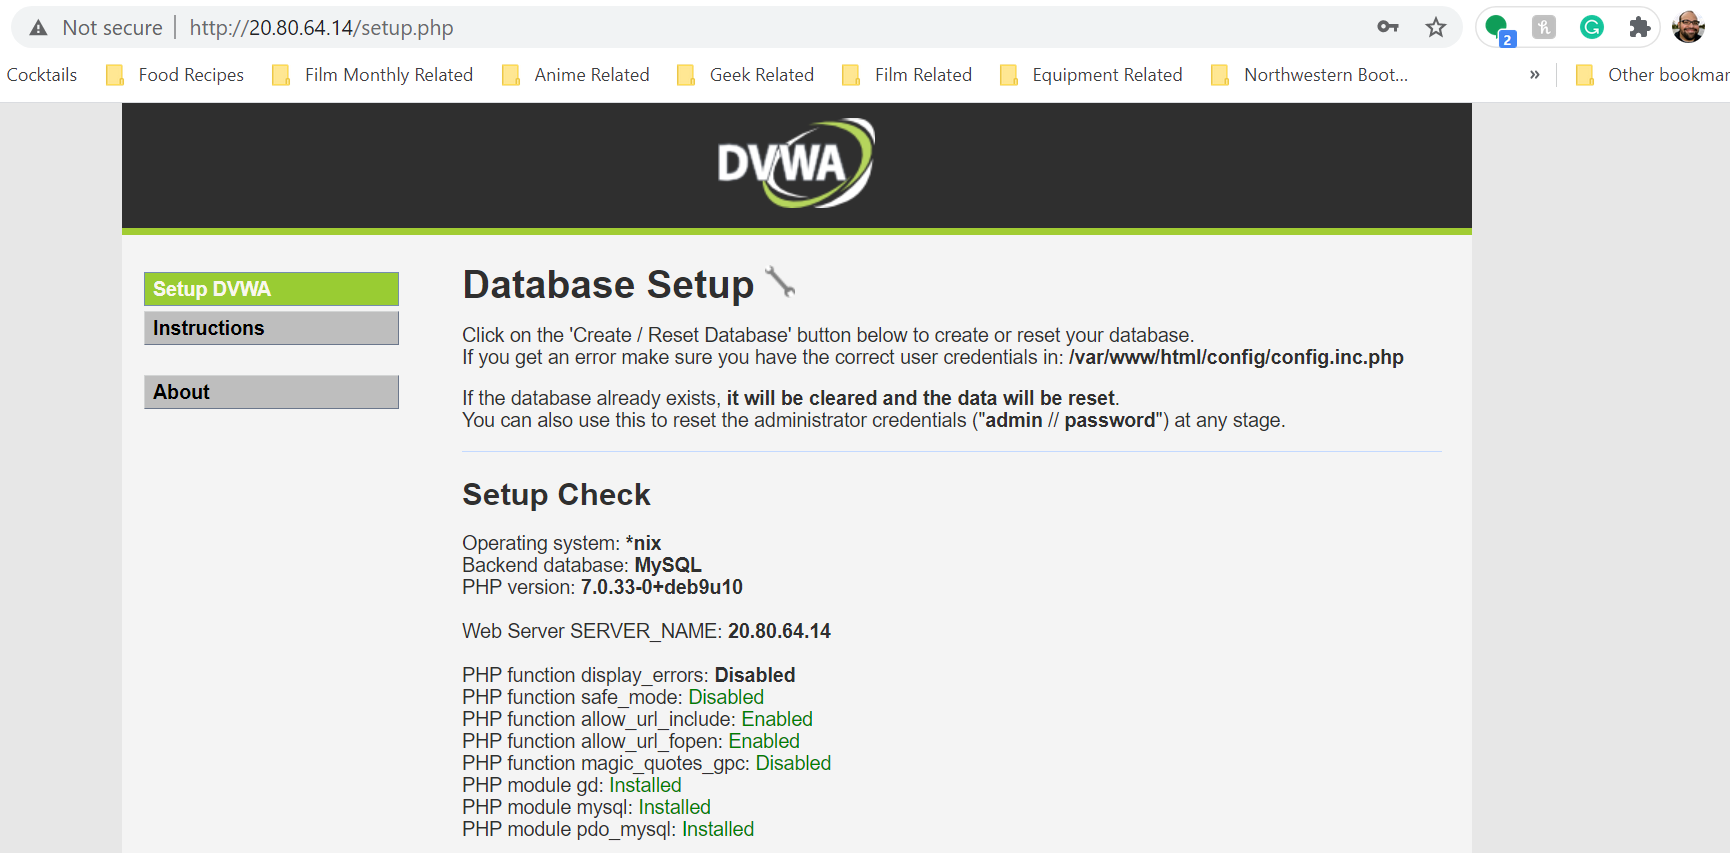 Not secure | http://20.80.64.14/setup.php
2
Cocktails Food Recipes Film Monthly Related Anime Related Geek Related Film Related Equipment Related Northwestern Boot... » Other bookmar
DVWA
Setup DVWA
Instructions
About
Database Setup
Click on the 'Create / Reset Database' button below to create or reset your database.
If you get an error make sure you have the correct user credentials in: /var/www/html/config/config.inc.php
If the database already exists, it will be cleared and the data will be reset.
You can also use this to reset the administrator credentials ("admin // password") at any stage.
Setup Check
Operating system: *nix
Backend database: MySQL
PHP version: 7.0.33-0+deb9u10
Web Server SERVER_NAME: 20.80.64.14
PHP function display_errors: Disabled
PHP function safe_mode: Disabled
PHP function allow_url_include: Enabled
PHP function allow_url_fopen: Enabled
PHP function magic_quotes_gpc: Disabled
PHP module gd: Installed
PHP module mysql: Installed
PHP module pdo_mysql: Installed